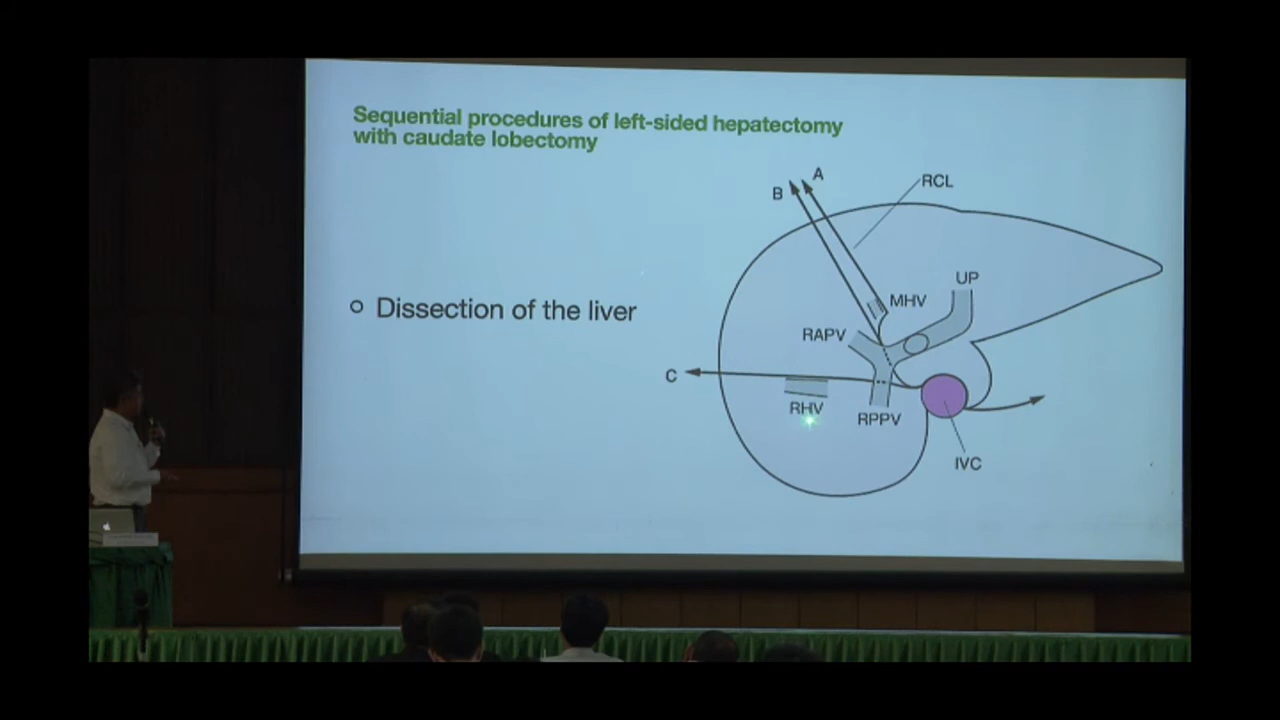 Sequential procedures of left-sided hepatectomy
with caudate lobectomy
Dissection of the liver
A
B
RCL
UP
MHV
RAPV
C
RHV
RPPV
IVC